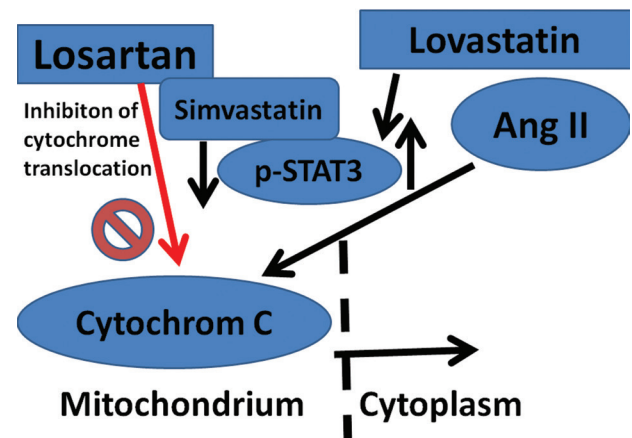 Losartan
Lovastatin
Inhibiton of
cytochrome
translocation
Simvastatin
Ang II
p-STAT3
Cytochrom C
Mitochondrium
Cytoplasm